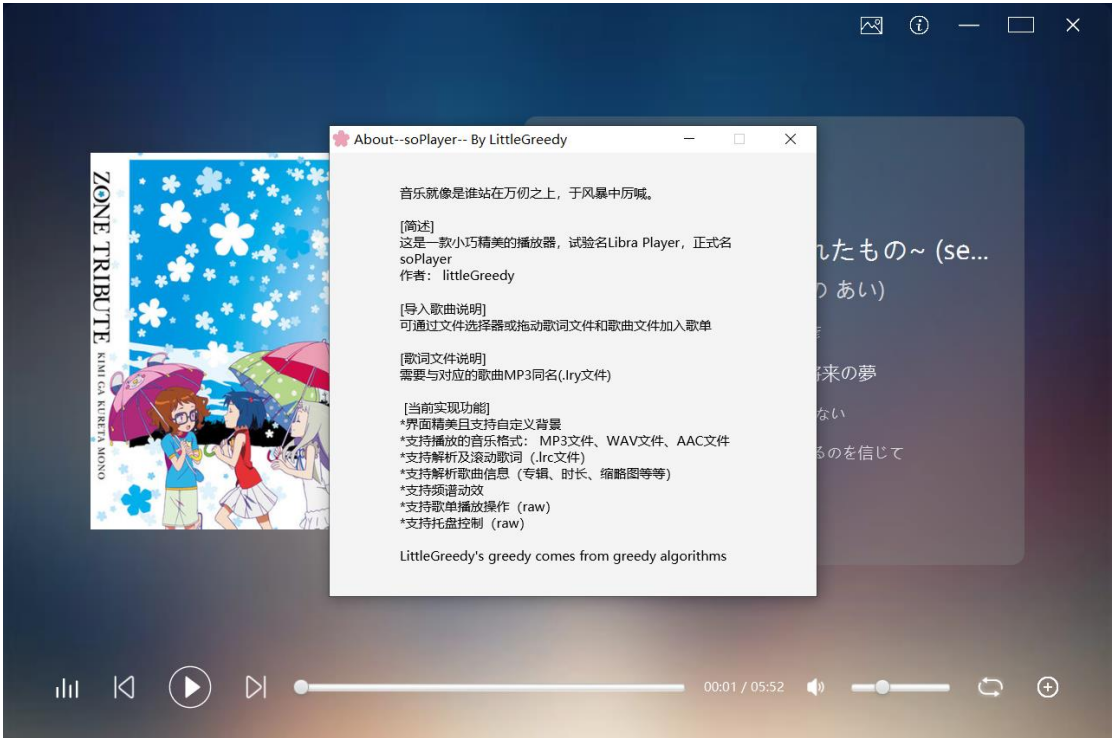 About--soPlayer-- By LittleGreedy
音乐就像是谁站在万仞之上，于风暴中厉喊。
[简述]
这是一款小巧精美的播放器，试验名Libra Player，正式名
soPlayer
作者： littleGreedy
[导入歌曲说明]
可通过文件选择器或拖动歌词文件和歌曲文件加入歌单
[歌词文件说明]
需要与对应的歌曲MP3同名(.lry文件)
[当前实现功能]
*界面精美且支持自定义背景
*支持播放的音乐格式： MP3文件、WAV文件、AAC文件
*支持解析及滚动歌词（.lrc文件）
*支持解析歌曲信息（专辑、时长、缩略图等等）
*支持频谱动效
*支持歌单播放操作（raw）
*支持托盘控制（raw）
LittleGreedy's greedy comes from greedy algorithms
ZONE TRIBUTE
KIMI GA KURETA MONO
れたもの~ (se...
の あい)
将来の夢
ない
るのを信じて
00:01 / 05:52